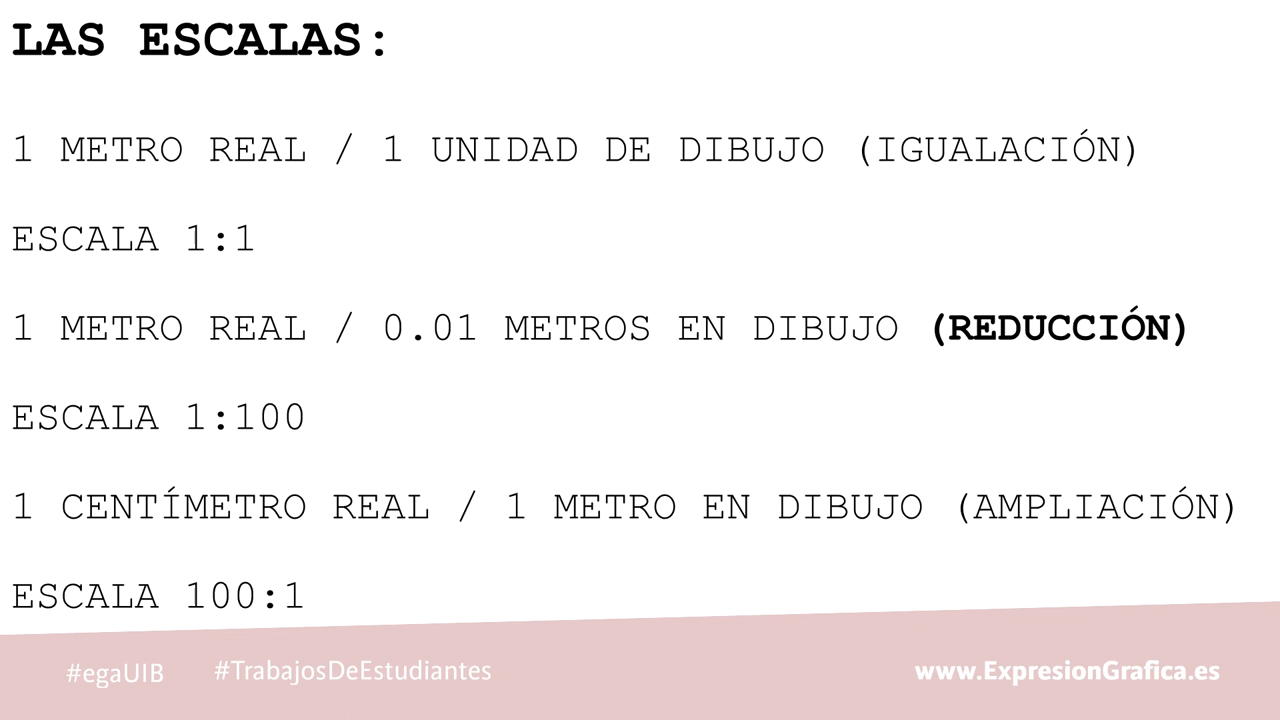 LAS ESCALAS:
1 METRO REAL / 1 UNIDAD DE DIBUJO (IGUALACIÓN)
ESCALA 1:1
1 METRO REAL / 0.01 METROS EN DIBUJO (REDUCCIÓN)
ESCALA 1:100
1 CENTÍMETRO REAL / 1 METRO EN DIBUJO (AMPLIACIÓN)
ESCALA 100:1
#egaUIB #TrabajosDeEstudiantes www.ExpresionGrafica.es